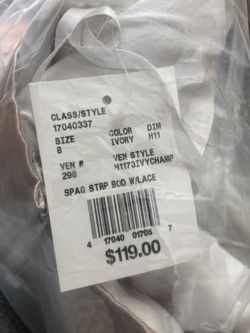 CLASS/STYLE
17040337
SIZE COLOR DIM
8 IVORY H11
VEN # VEN STYLE
298 H1173IVYCHAMP
SPAG STRP BOD W/LACE
4 17040 01705 7
$119.00